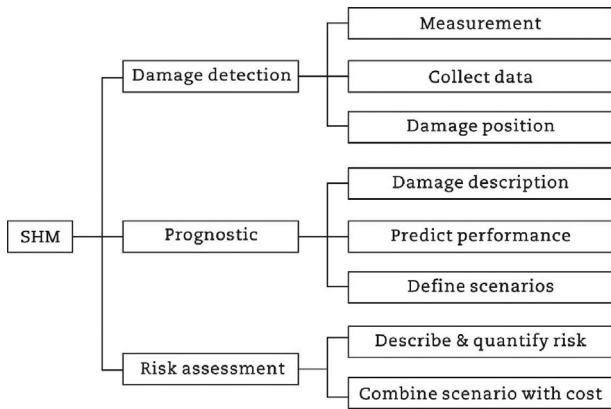 SHM
Damage detection
Measurement
Collect data
Damage position
Prognostic
Damage description
Predict performance
Define scenarios
Risk assessment
Describe & quantify risk
Combine scenario with cost